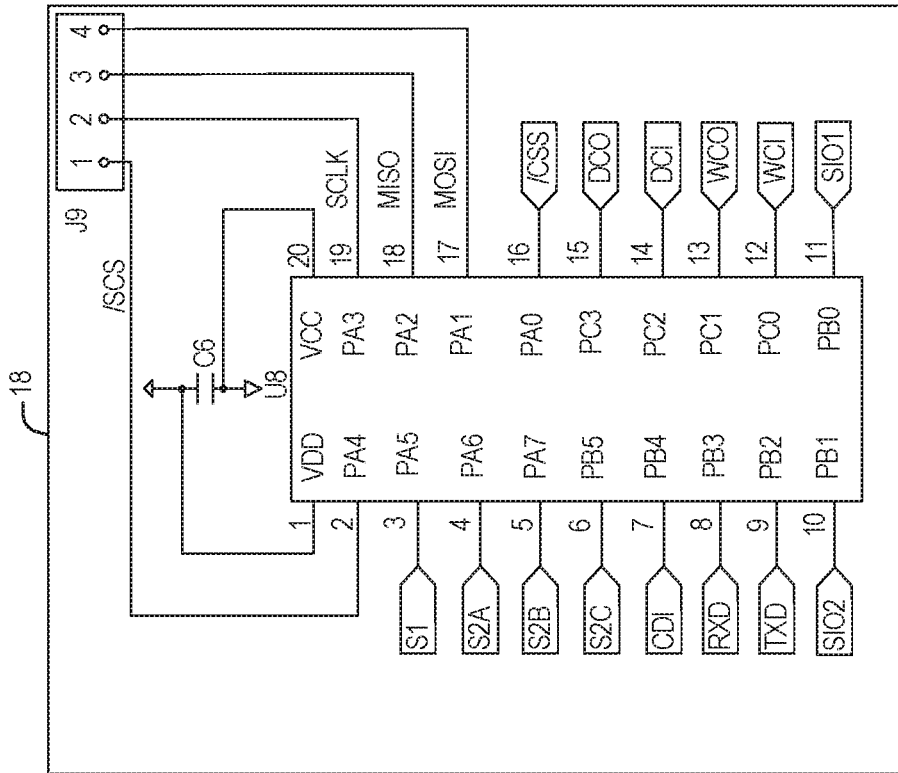 18
J9
1 2 3 4
/SCS
C6
U8
1 VDD VCC 20
2 PA4 PA3 19 SCLK
S1 3 PA5 PA2 18 MISO
S2A 4 PA6 PA1 17 MOSI
S2B 5 PA7 PA0 16 /CSS
S2C 6 PB5 PC3 15 DCO
CDI 7 PB4 PC2 14 DCI
RXD 8 PB3 PC1 13 WCO
TXD 9 PB2 PC0 12 WCI
SIO2 10 PB1 PB0 11 SIO1